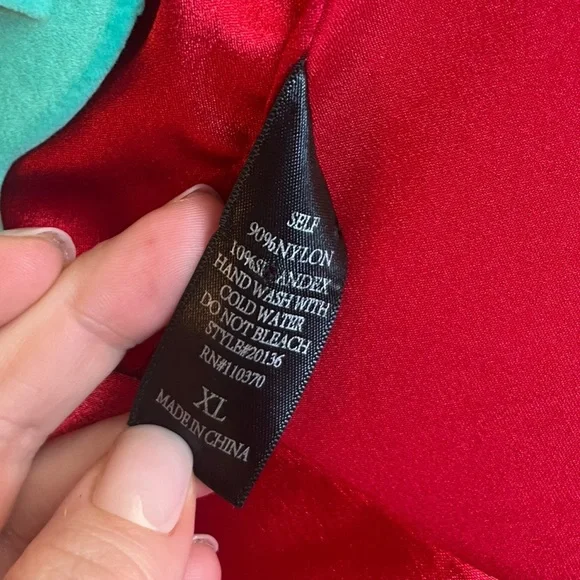 SELF
90%NYLON
10%SPANDEX
HAND WASH WITH
COLD WATER
DO NOT BLEACH
STYLE#20136
RN#110370
XL
MADE IN CHINA